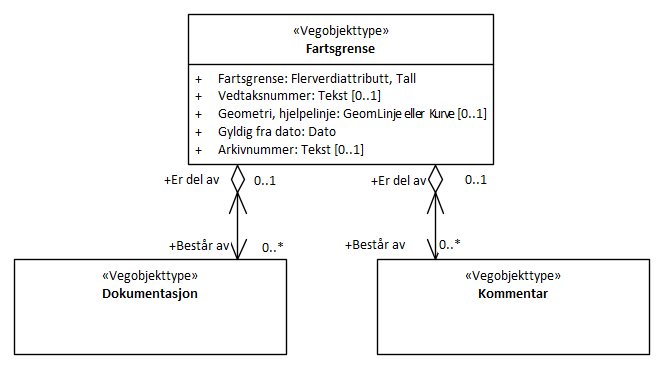 «Vegobjekttype»
Fartsgrense
+ Fartsgrense: Flerverdiattributt, Tall
+ Vedtaksnummer: Tekst [0..1]
+ Geometri, hjelpelinje: GeomLinje eller Kurve [0..1]
+ Gyldig fra dato: Dato
+ Arkivnummer: Tekst [0..1]
+Er del av 0..1 +Er del av 0..1
+Består av 0..* +Består av 0..*
«Vegobjekttype» «Vegobjekttype»
Dokumentasjon Kommentar